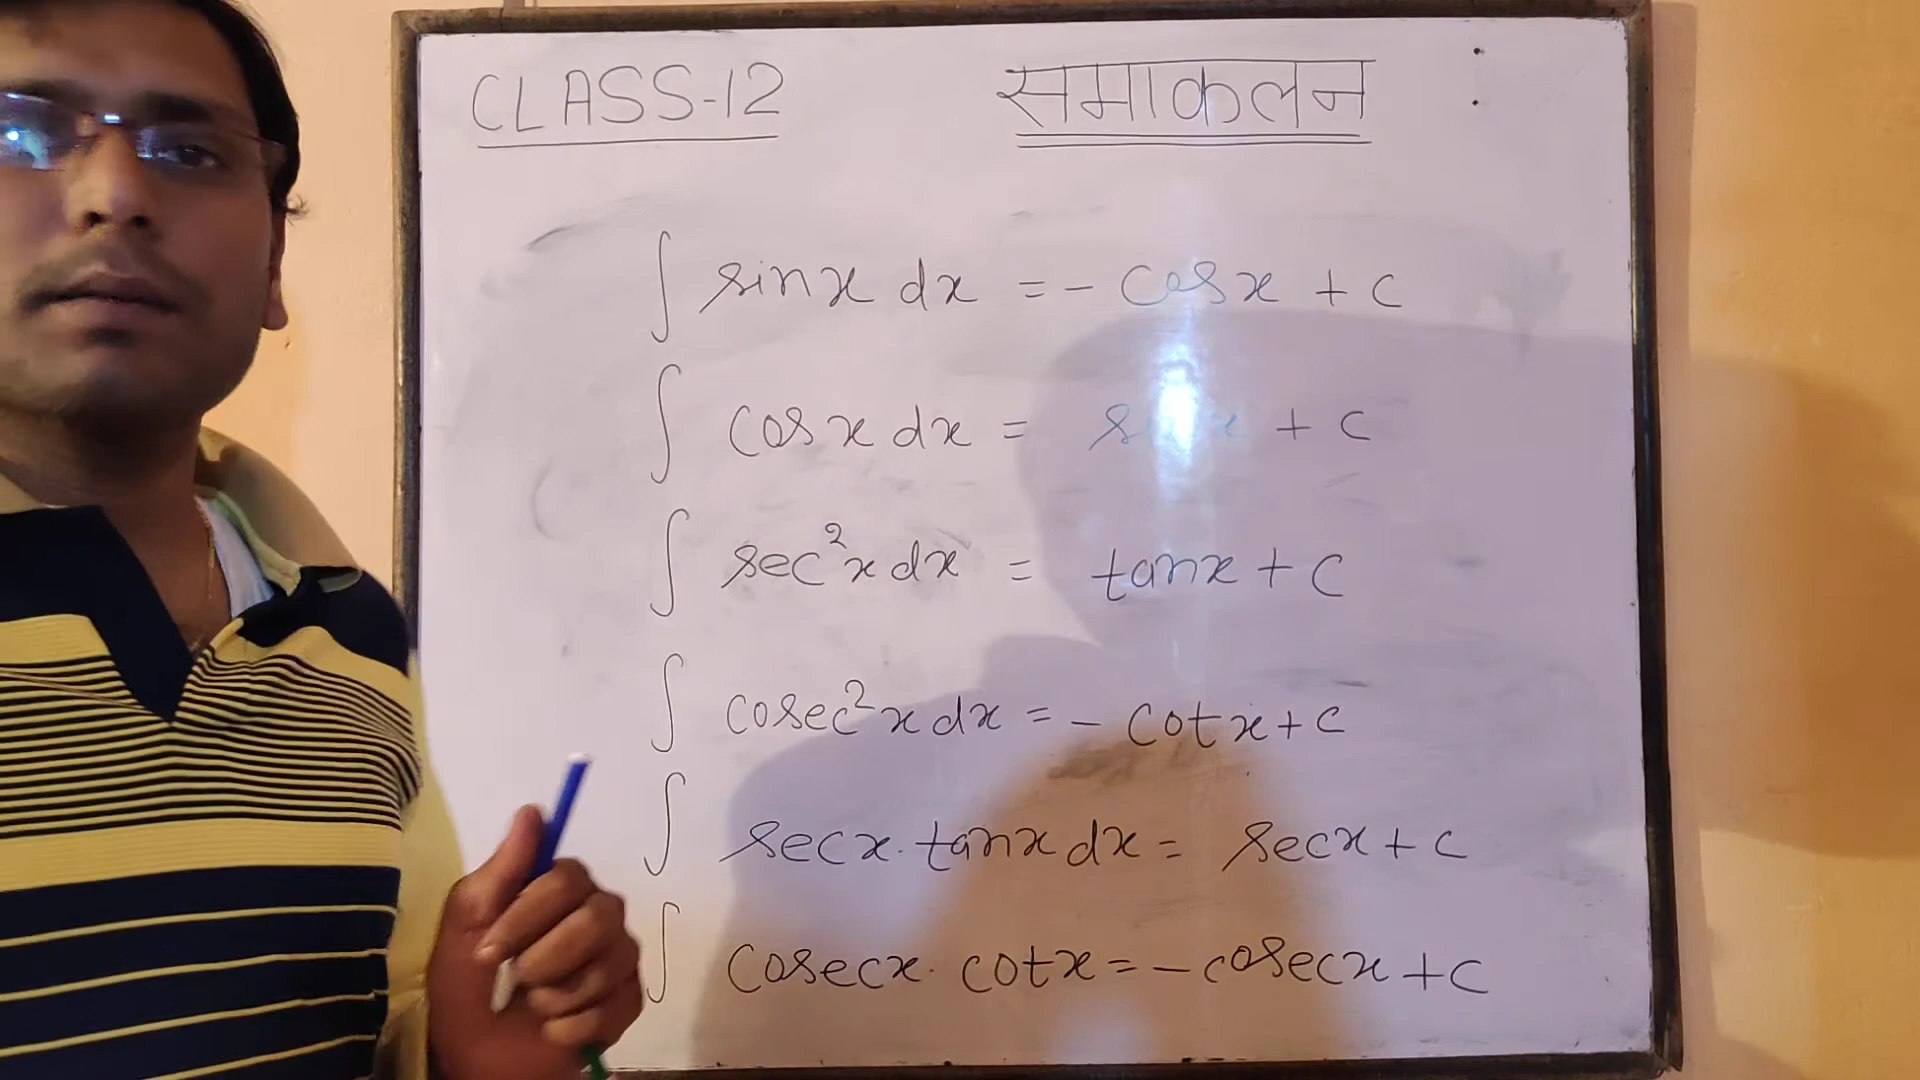 CLASS-12 समाकलन :
∫ sinx dx = - cosx + c
∫ cosx dx = + c
∫ sec²x dx = tanx + c
∫ cosec²x dx = - cotx + c
∫ secx. tanx dx = secx + c
∫ cosecx. cotx = - cosecx + c